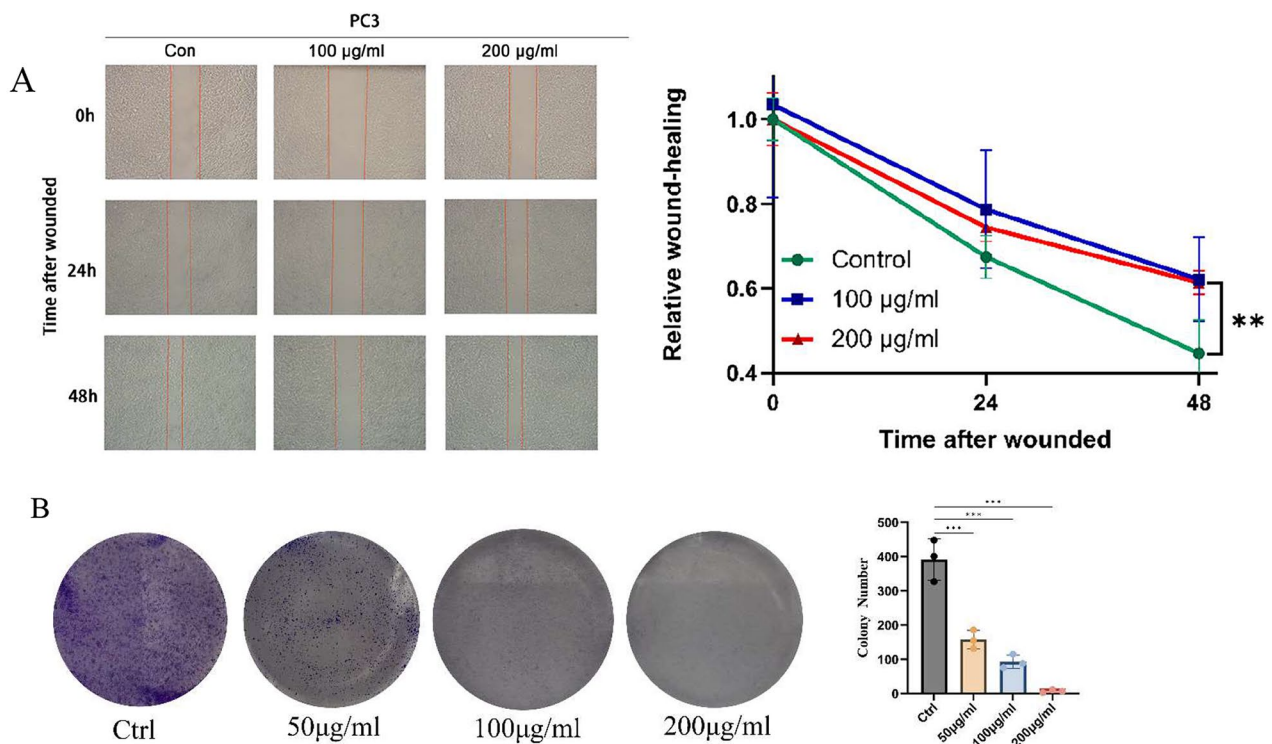 A
PC3
Con 100 µg/ml 200 µg/ml
Time after wounded
0h
24h
48h
Relative wound-healing
1.0
0.8
0.6
0.4
0 24 48
Time after wounded
Control
100 µg/ml
200 µg/ml
**
B
Ctrl 50µg/ml 100µg/ml 200µg/ml
Colony Number
500
400
300
200
100
0
***
***
***
Ctrl 50µg/ml 100µg/ml 200µg/ml